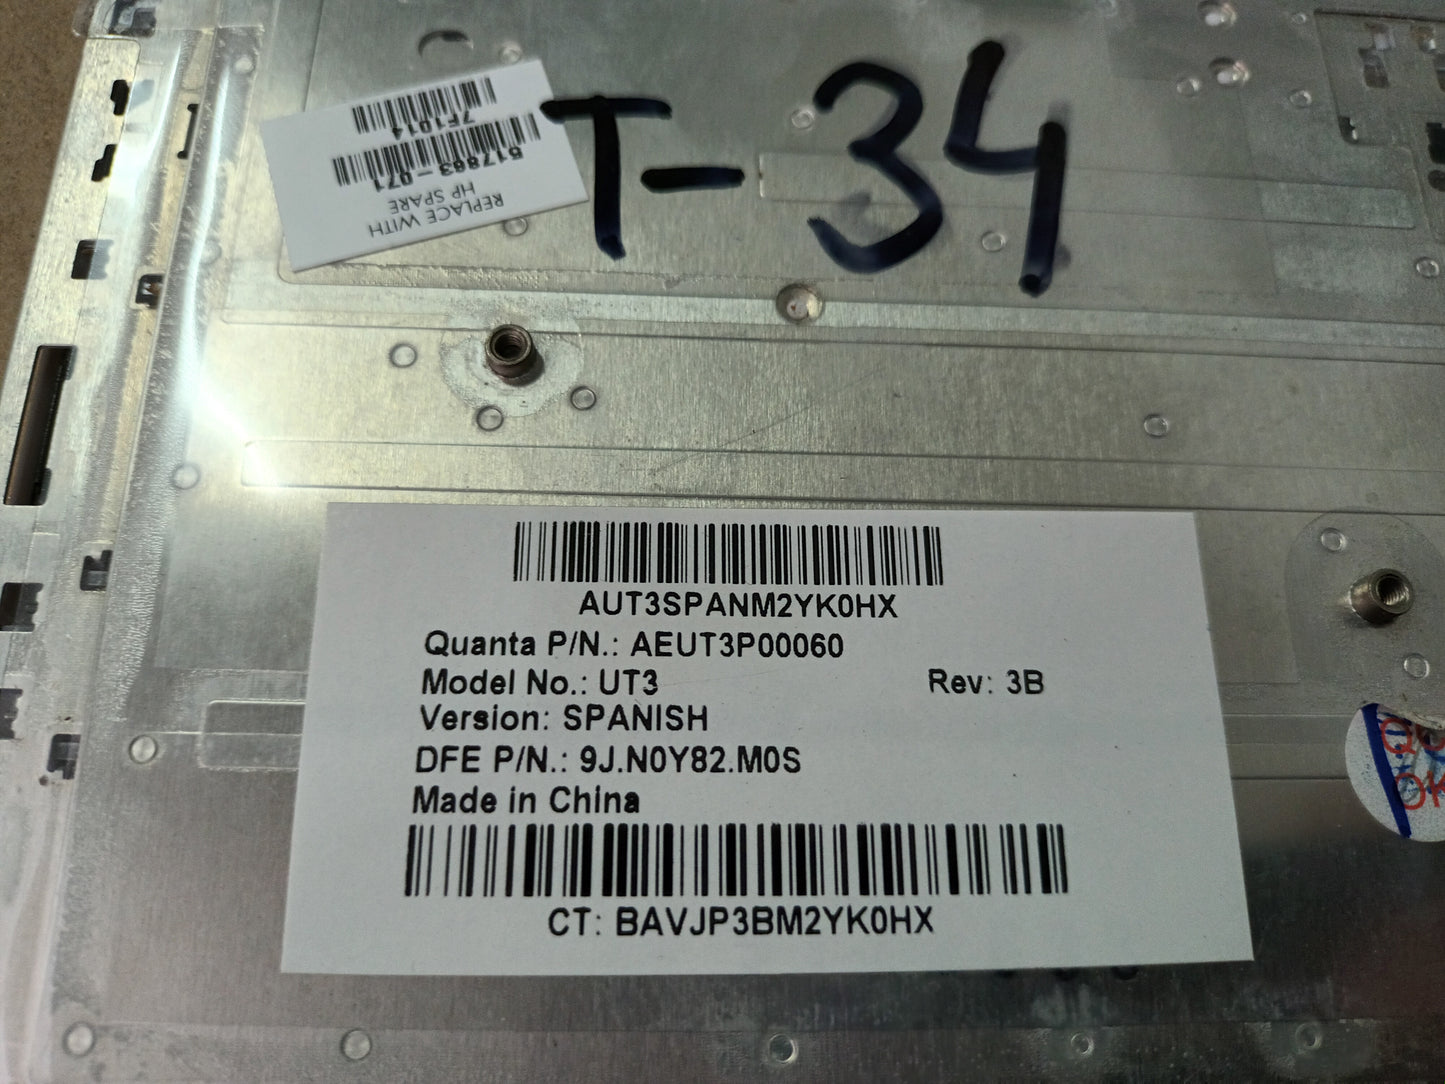 T-34
REPLACE WITH
HP SPARE
517863-071
7F1014
AUT3SPANM2YK0HX
Quanta P/N.: AEUT3P00060
Model No.: UT3 Rev: 3B
Version: SPANISH
DFE P/N.: 9J.N0Y82.M0S
Made in China
CT: BAVJP3BM2YK0HX
OK